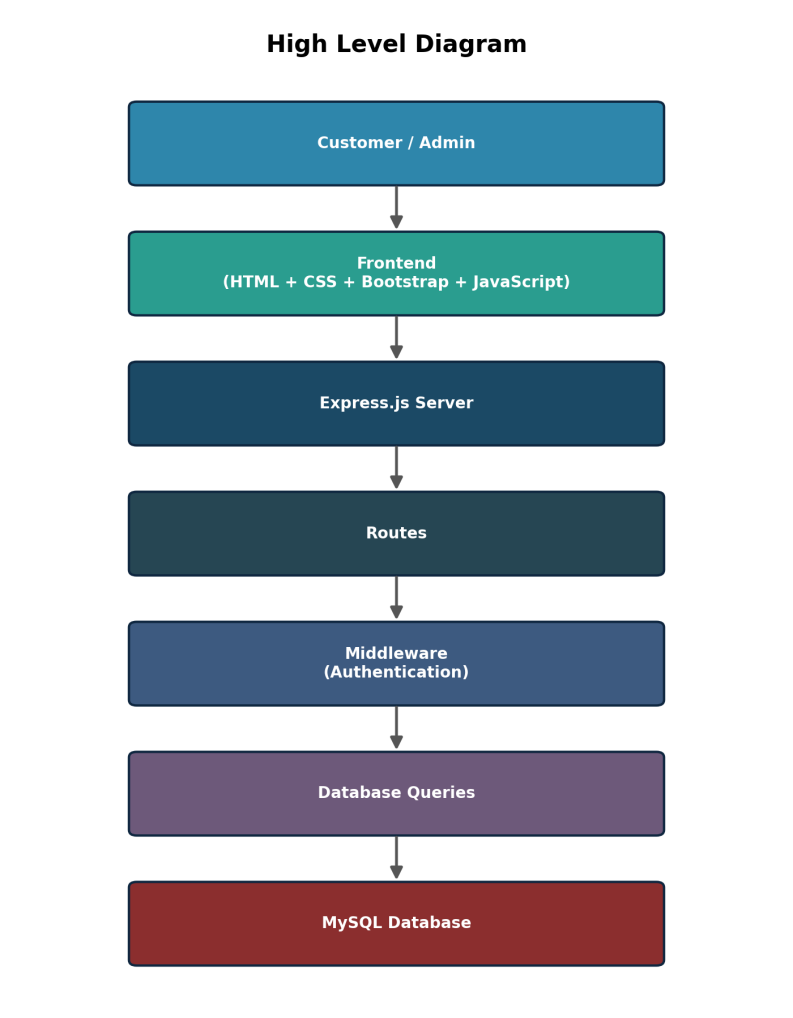 High Level Diagram
Customer / Admin
Frontend
(HTML + CSS + Bootstrap + JavaScript)
Express.js Server
Routes
Middleware
(Authentication)
Database Queries
MySQL Database